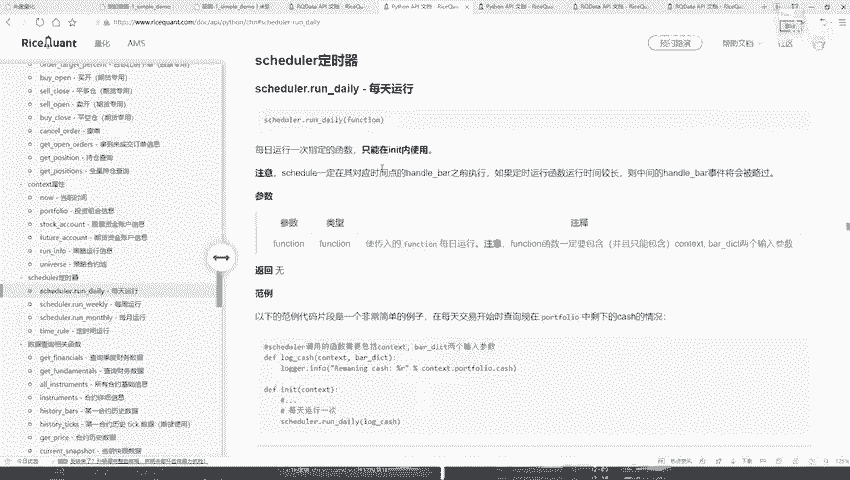 https://www.ricequant.com/doc/api/python/chn#scheduler-run_daily
RiceQuant
量化
AMS
预约路演
帮助文档
社区
buy_open - 买开（期货专用）
sell_close - 平多仓（期货专用）
sell_open - 卖开（期货专用）
buy_close - 平空仓（期货专用）
cancel_order - 撤单
get_open_orders - 拿到未成交订单信息
get_position - 持仓查询
get_positions - 全量持仓查询
context属性
now - 当前时间
portfolio - 投资组合信息
stock_account - 股票资金账户信息
future_account - 期货资金账户信息
run_info - 策略运行信息
universe - 策略合约池
scheduler定时器
scheduler.run_daily - 每天运行
scheduler.run_weekly - 每周运行
scheduler.run_monthly - 每月运行
time_rule - 定时间运行
数据查询相关函数
get_financials - 查询季度财务数据
get_fundamentals - 查询财务数据
all_instruments - 所有合约基础信息
instruments - 合约详细信息
history_bars - 某一合约历史数据
history_ticks - 某一合约历史 tick 数据（期货使用）
get_price - 合约历史数据
current_snapshot - 当前快照数据
scheduler定时器
scheduler.run_daily - 每天运行
scheduler.run_daily(function)
每日运行一次指定的函数，只能在init内使用。
注意，schedule一定在其对应时间点的handle_bar之前执行，如果定时运行函数运行时间较长，则中间的handle_bar事件将会被略过。
参数
参数 类型 注释
function function 使传入的 function 每日运行。注意，function函数一定要包含（并且只能包含）context, bar_dict两个输入参数
返回 无
范例
以下的范例代码片段是一个非常简单的例子，在每天交易开始时查询现在 portfolio 中剩下的cash的情况：
#scheduler调用的函数需要包括context, bar_dict两个输入参数
def log_cash(context, bar_dict):
logger.info("Remaning cash: %r" % context.portfolio.cash)
def init(context):
#...
# 每天运行一次
scheduler.run_daily(log_cash)